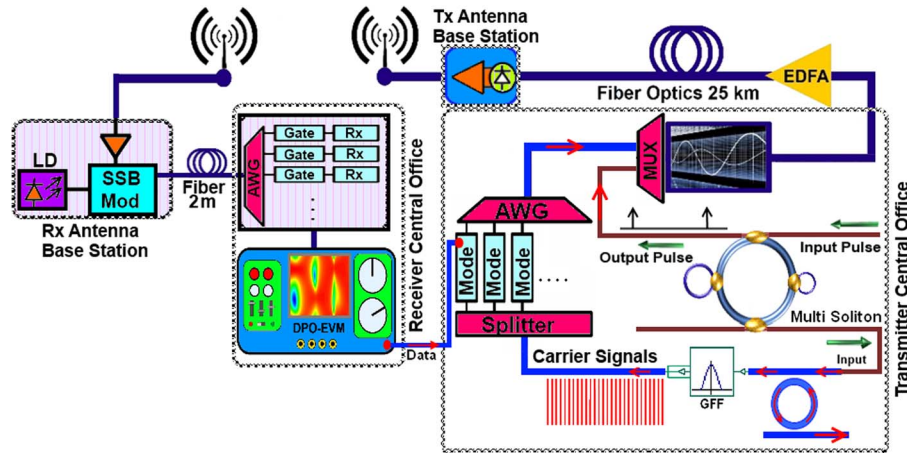 Tx Antenna
Base Station
EDFA
Fiber Optics 25 km
LD
SSB
Mod
Rx Antenna
Base Station
Fiber
2m
AWG
Gate Rx
Gate Rx
Gate Rx
DPO-EVM
Receiver Central Office
Data
MUX
AWG
Mode
Mode
Mode
Splitter
Output Pulse
Input Pulse
Multi Soliton
Input
Carrier Signals
GFF
Transmitter Central Office